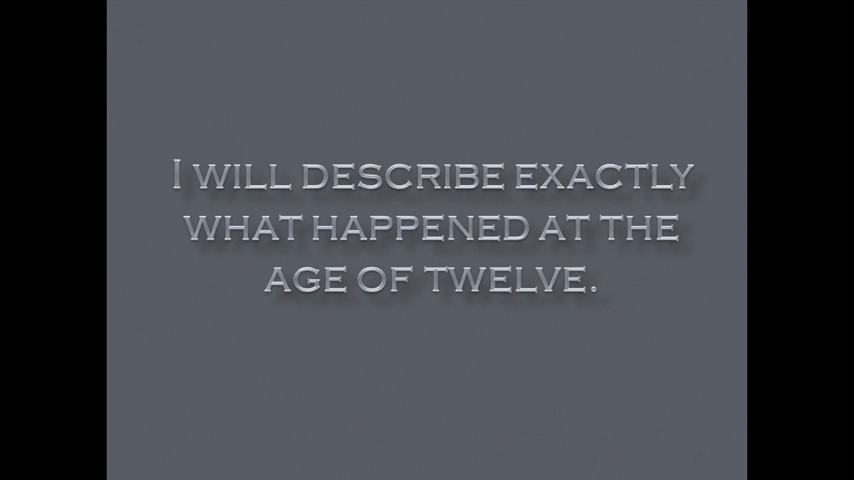 I WILL DESCRIBE EXACTLY
WHAT HAPPENED AT THE
AGE OF TWELVE.